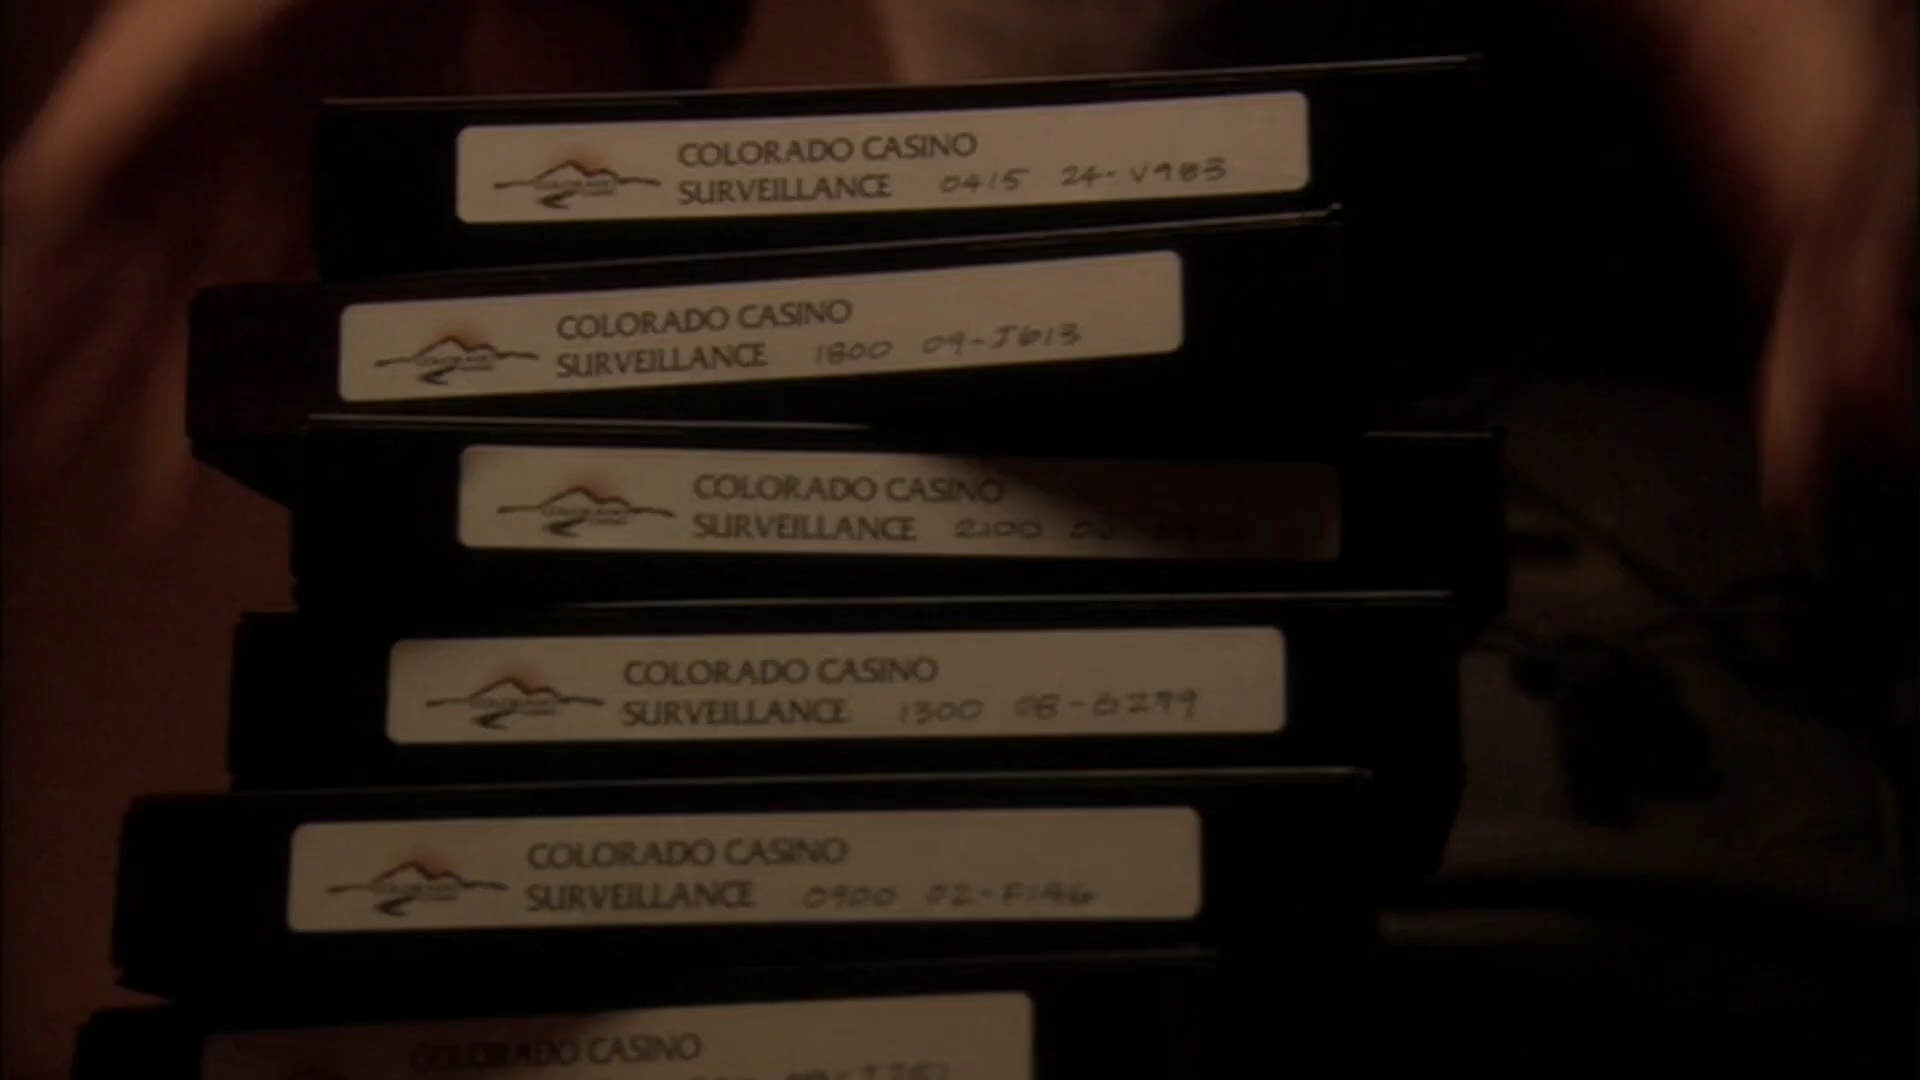 COLORADO CASINO
SURVEILLANCE 0415 24-V983
COLORADO CASINO
SURVEILLANCE 1800 09-J613
COLORADO CASINO
SURVEILLANCE 2100
COLORADO CASINO
SURVEILLANCE 1300 08-G299
COLORADO CASINO
SURVEILLANCE 0900 02-F146
COLORADO CASINO